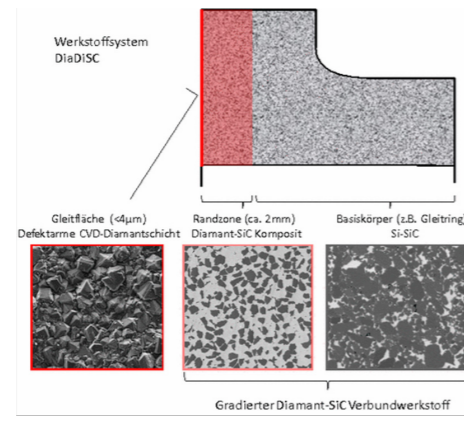 Werkstoffsystem
DiaDiSC
Gleitfläche (<4µm)
Defektarme CVD-Diamantschicht
Randzone (ca. 2mm)
Diamant-SiC Komposit
Basiskörper (z.B. Gleitring)
Si-SiC
Gradierter Diamant-SiC Verbundwerkstoff